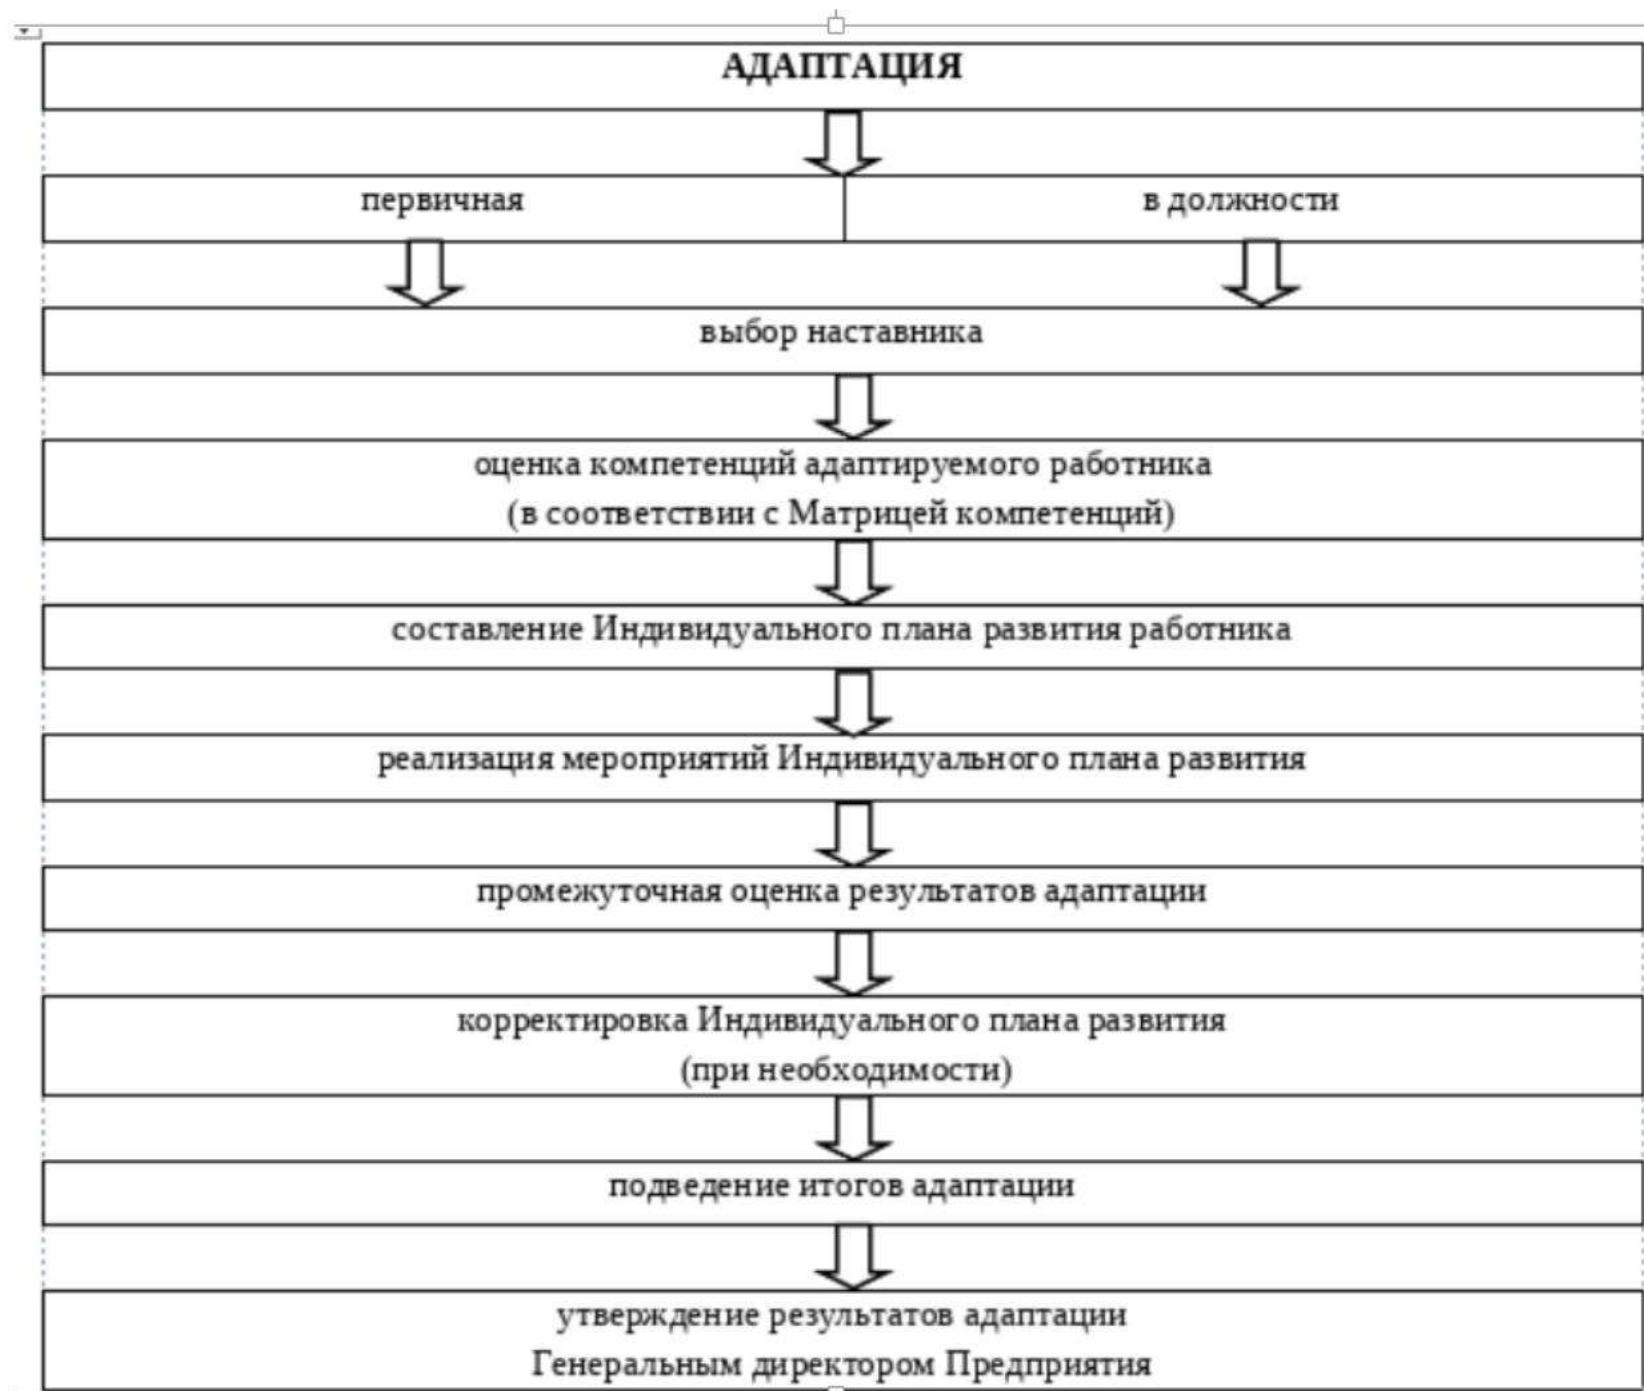 АДАПТАЦИЯ
первичная
в должности
выбор наставника
оценка компетенций адаптируемого работника
(в соответствии с Матрицей компетенций)
составление Индивидуального плана развития работника
реализация мероприятий Индивидуального плана развития
промежуточная оценка результатов адаптации
корректировка Индивидуального плана развития
(при необходимости)
подведение итогов адаптации
утверждение результатов адаптации
Генеральным директором Предприятия